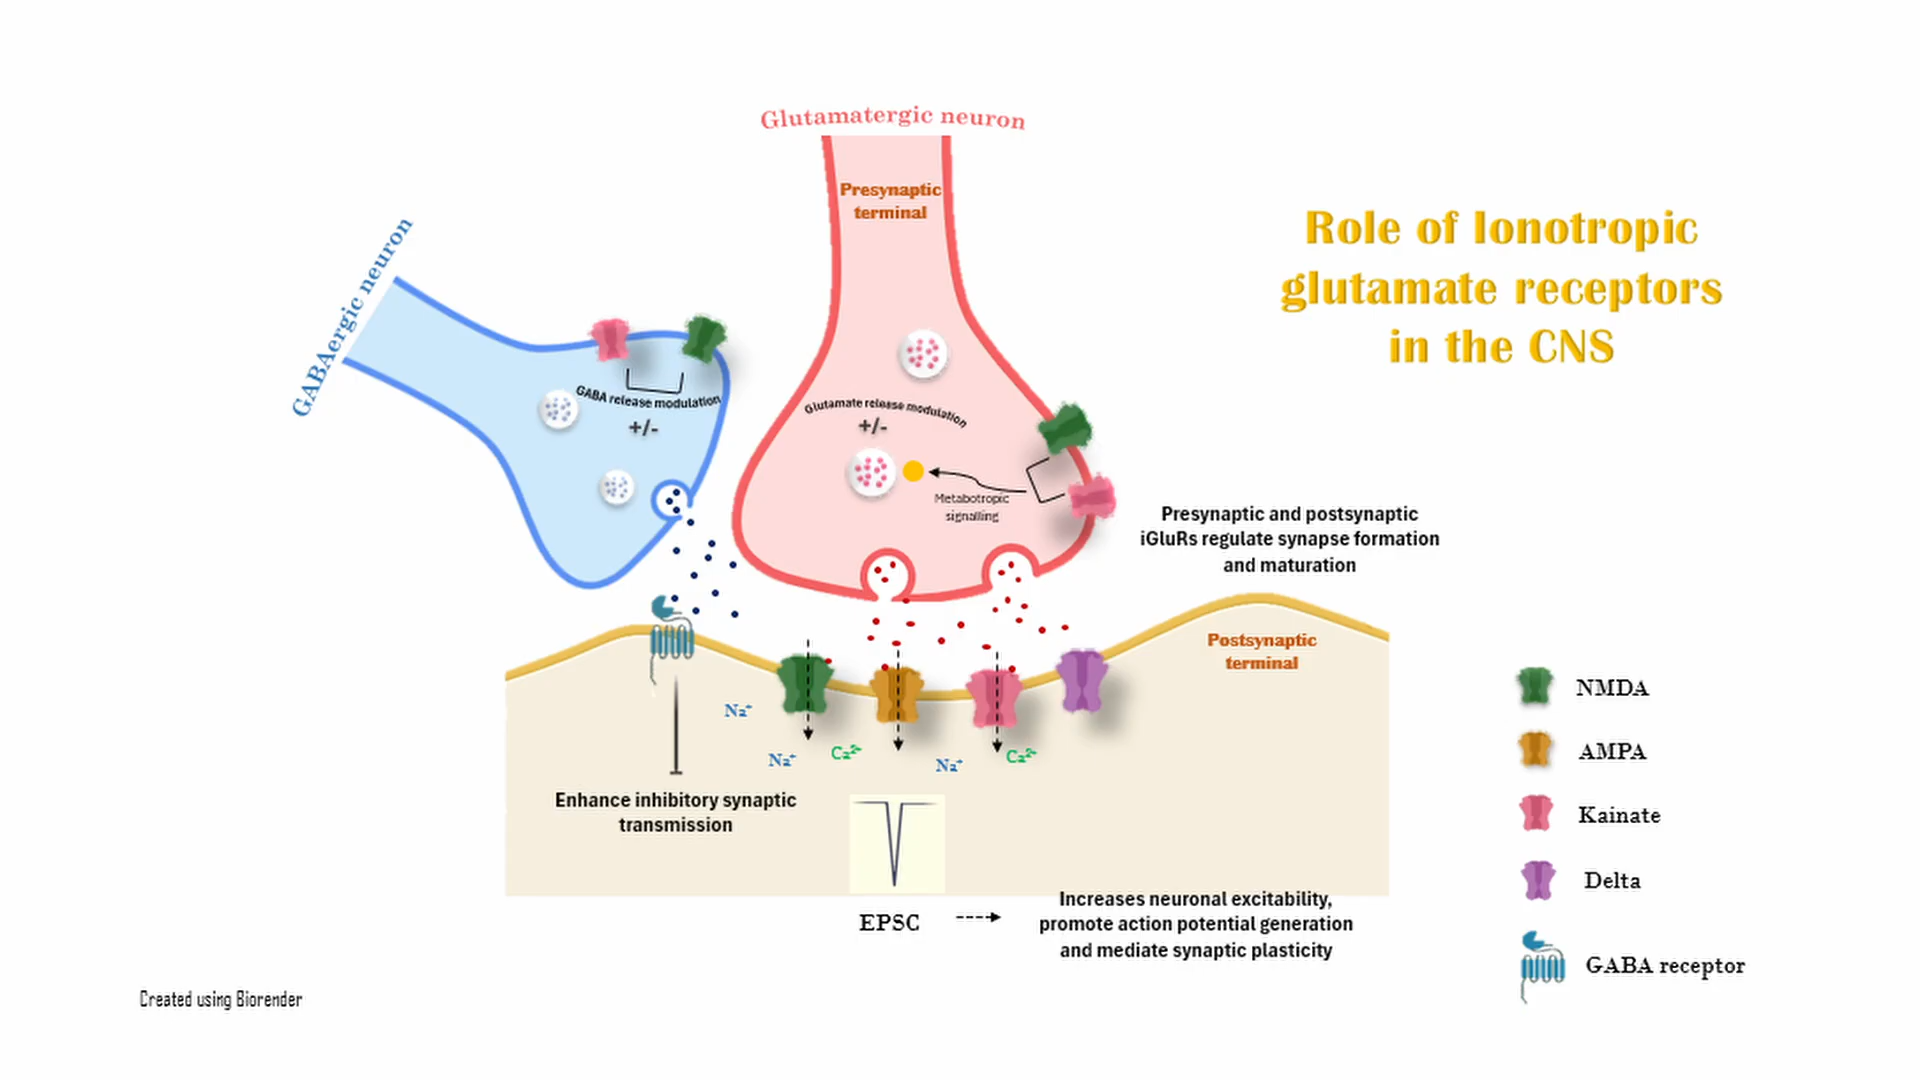 Glutamatergic neuron
Presynaptic
terminal
Role of Ionotropic
glutamate receptors
in the CNS
GABAergic neuron
GABA release modulation
+/-
Glutamate release modulation
+/-
Metabotropic
signalling
Presynaptic and postsynaptic
iGluRs regulate synapse formation
and maturation
Postsynaptic
terminal
Na⁺
Na⁺
Ca²⁺
Na⁺
Ca²⁺
Enhance inhibitory synaptic
transmission
EPSC
Increases neuronal excitability,
promote action potential generation
and mediate synaptic plasticity
NMDA
AMPA
Kainate
Delta
GABA receptor
Created using Biorender